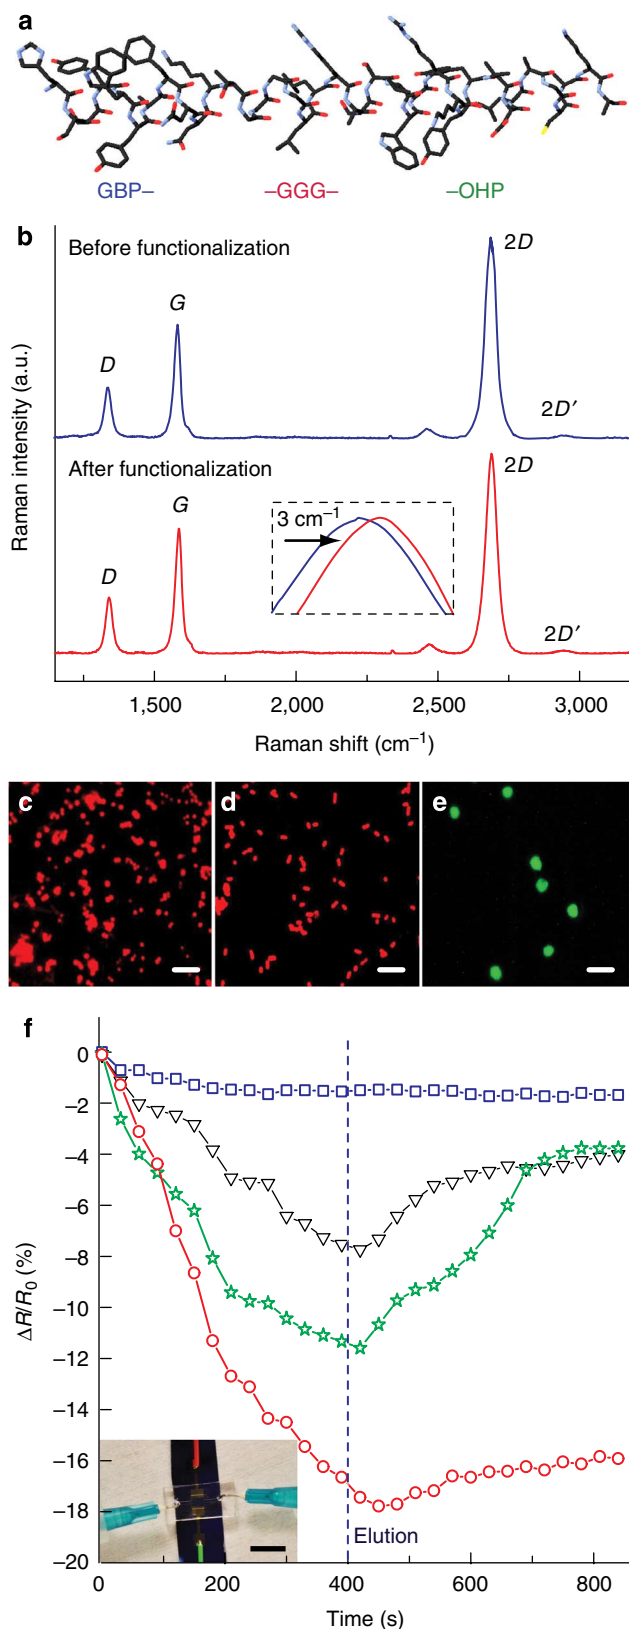 a
GBP–
–GGG–
–OHP
b
Before functionalization
2D
G
D
2D′
Raman intensity (a.u.)
After functionalization
2D
G
3 cm⁻¹
D
2D′
1,500
2,000
2,500
3,000
Raman shift (cm⁻¹)
c
d
e
f
0
−2
−4
−6
−8
−10
−12
−14
−16
−18
−20
ΔR/R₀ (%)
Elution
0
200
400
600
800
Time (s)